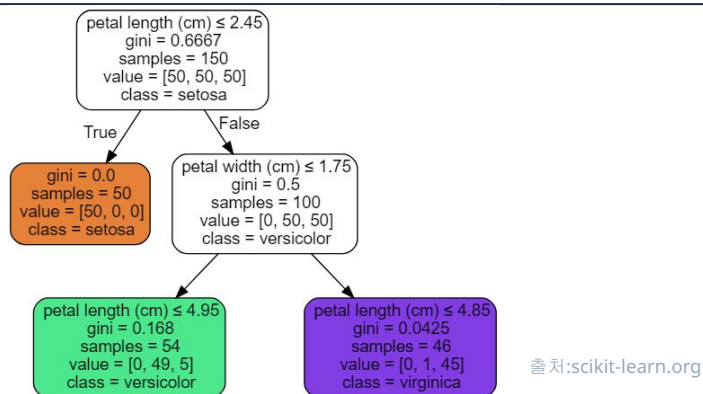 petal length (cm) ≤ 2.45
gini = 0.6667
samples = 150
value = [50, 50, 50]
class = setosa
True
False
gini = 0.0
samples = 50
value = [50, 0, 0]
class = setosa
petal width (cm) ≤ 1.75
gini = 0.5
samples = 100
value = [0, 50, 50]
class = versicolor
petal length (cm) ≤ 4.95
gini = 0.168
samples = 54
value = [0, 49, 5]
class = versicolor
petal length (cm) ≤ 4.85
gini = 0.0425
samples = 46
value = [0, 1, 45]
class = virginica
출처:scikit-learn.org